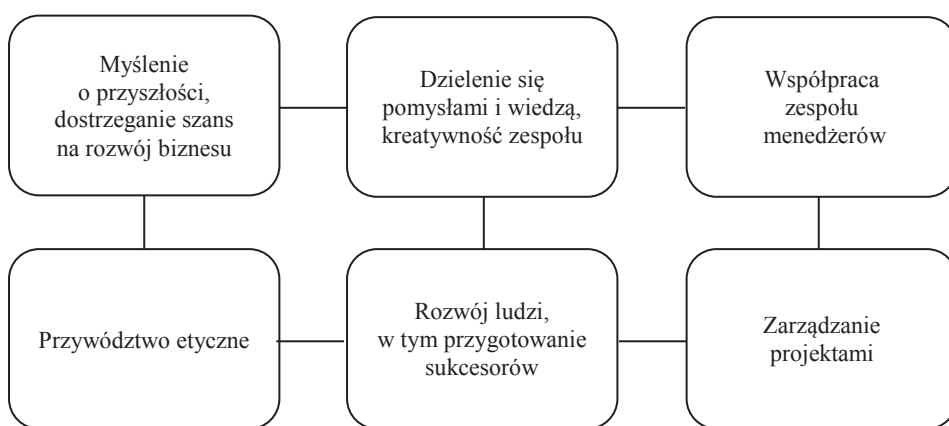 Myślenie
o przyszłości,
dostrzeganie szans
na rozwój biznesu
Dzielenie się
pomysłami i wiedzą,
kreatywność zespołu
Współpraca
zespołu
menedżerów
Przywództwo etyczne
Rozwój ludzi,
w tym przygotowanie
sukcesorów
Zarządzanie
projektami